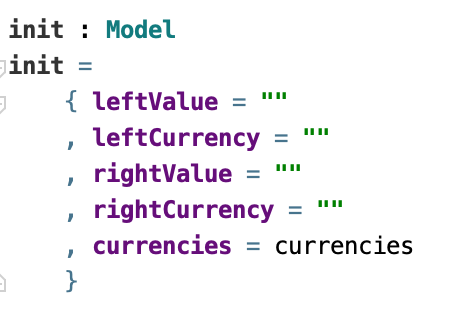 init : Model
init =
    { leftValue = ""
    , leftCurrency = ""
    , rightValue = ""
    , rightCurrency = ""
    , currencies = currencies
    }